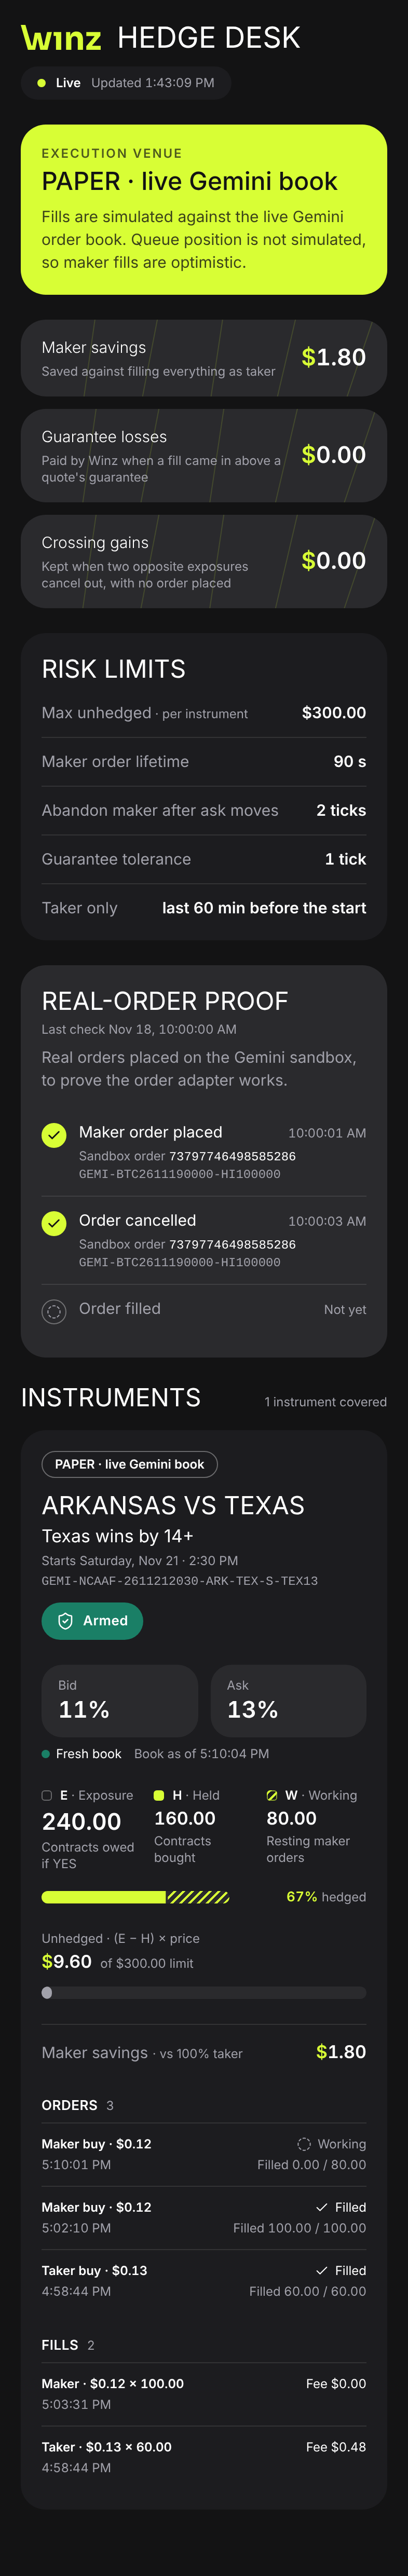 winz HEDGE DESK
Live Updated 1:43:09 PM
EXECUTION VENUE
PAPER · live Gemini book
Fills are simulated against the live Gemini
order book. Queue position is not simulated,
so maker fills are optimistic.
Maker savings
Saved against filling everything as taker
$1.80
Guarantee losses
Paid by Winz when a fill came in above a
quote's guarantee
$0.00
Crossing gains
Kept when two opposite exposures
cancel out, with no order placed
$0.00
RISK LIMITS
Max unhedged · per instrument $300.00
Maker order lifetime 90 s
Abandon maker after ask moves 2 ticks
Guarantee tolerance 1 tick
Taker only last 60 min before the start
REAL-ORDER PROOF
Last check Nov 18, 10:00:00 AM
Real orders placed on the Gemini sandbox,
to prove the order adapter works.
Maker order placed 10:00:01 AM
Sandbox order 73797746498585286
GEMI-BTC2611190000-HI100000
Order cancelled 10:00:03 AM
Sandbox order 73797746498585286
GEMI-BTC2611190000-HI100000
Order filled Not yet
INSTRUMENTS 1 instrument covered
PAPER · live Gemini book
ARKANSAS VS TEXAS
Texas wins by 14+
Starts Saturday, Nov 21 · 2:30 PM
GEMI-NCAAF-2611212030-ARK-TEX-S-TEX13
Armed
Bid
11%
Ask
13%
Fresh book Book as of 5:10:04 PM
E · Exposure
240.00
Contracts owed
if YES
H · Held
160.00
Contracts
bought
W · Working
80.00
Resting maker
orders
67% hedged
Unhedged · (E − H) × price
$9.60 of $300.00 limit
Maker savings · vs 100% taker $1.80
ORDERS 3
Maker buy · $0.12 Working
5:10:01 PM Filled 0.00 / 80.00
Maker buy · $0.12 Filled
5:02:10 PM Filled 100.00 / 100.00
Taker buy · $0.13 Filled
4:58:44 PM Filled 60.00 / 60.00
FILLS 2
Maker · $0.12 × 100.00 Fee $0.00
5:03:31 PM
Taker · $0.13 × 60.00 Fee $0.48
4:58:44 PM